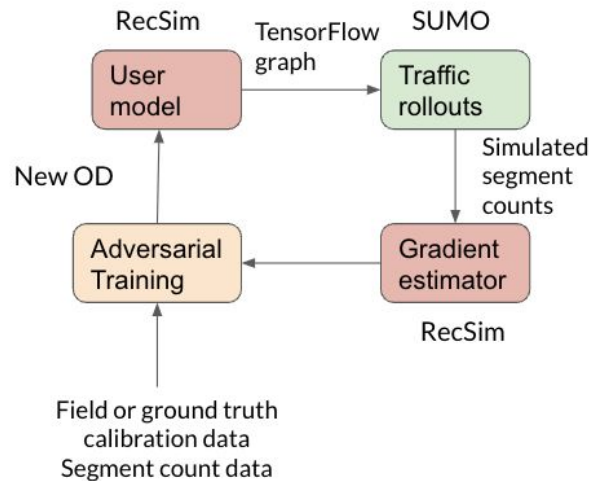 RecSim
SUMO
User
model
TensorFlow
graph
Traffic
rollouts
New OD
Simulated
segment
counts
Adversarial
Training
Gradient
estimator
RecSim
Field or ground truth
calibration data
Segment count data